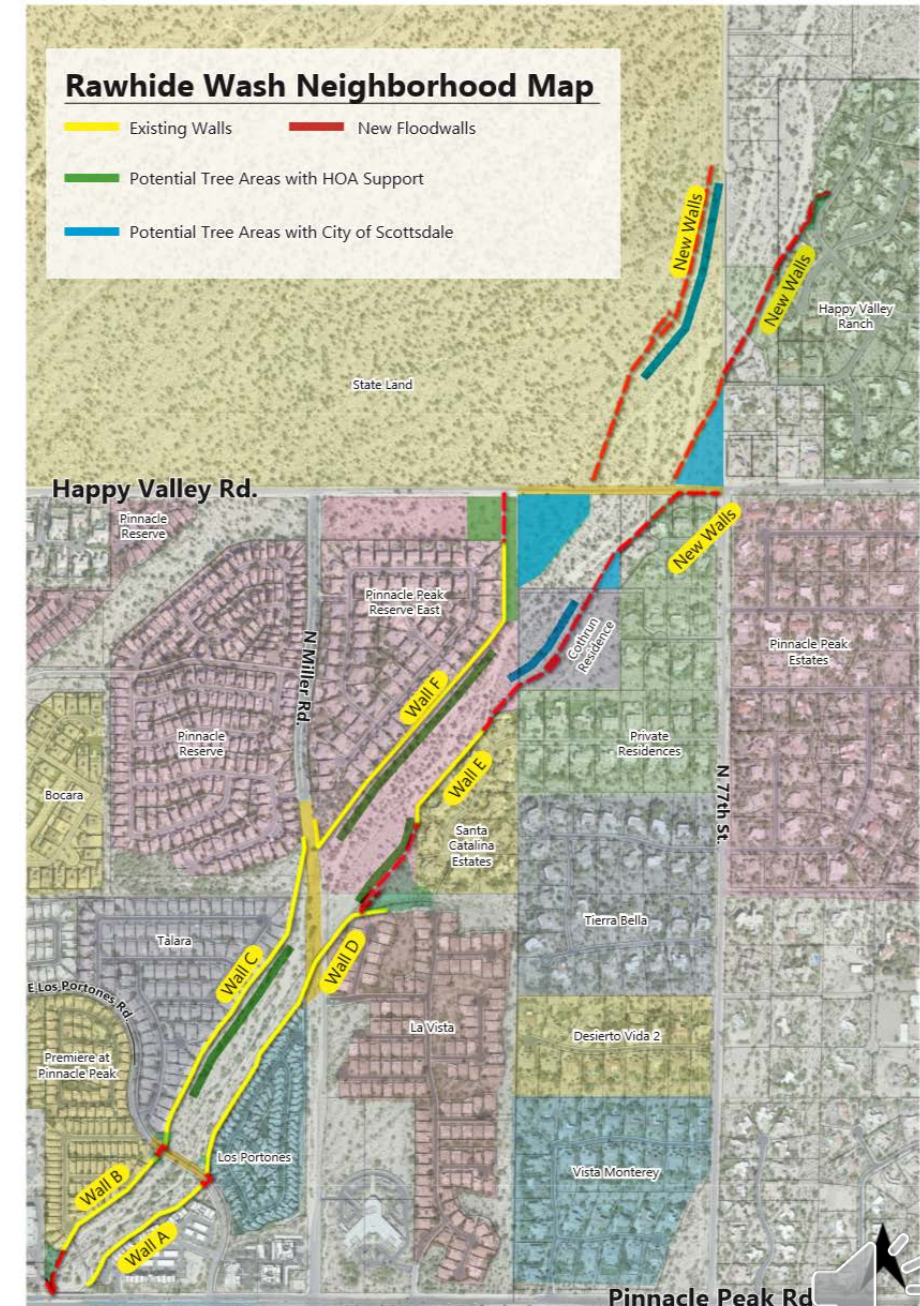 Rawhide Wash Neighborhood Map
Existing Walls
New Floodwalls
Potential Tree Areas with HOA Support
Potential Tree Areas with City of Scottsdale
New Walls
New Walls
Happy Valley
Ranch
State Land
Happy Valley Rd.
Pinnacle
Reserve
New Walls
Pinnacle Peak
Reserve East
N Miller Rd.
Cothrun
Residence
Pinnacle Peak
Estates
Wall F
Pinnacle
Reserve
Private
Residences
Bocara
Wall E
N 77th St.
Santa
Catalina
Estates
Tierra Bella
Talara
Wall C
Wall D
E Los Portones Rd.
La Vista
Desierto Vida 2
Premiere at
Pinnacle Peak
Los Portones
Vista Monterey
Wall B
Wall A
Pinnacle Peak Rd